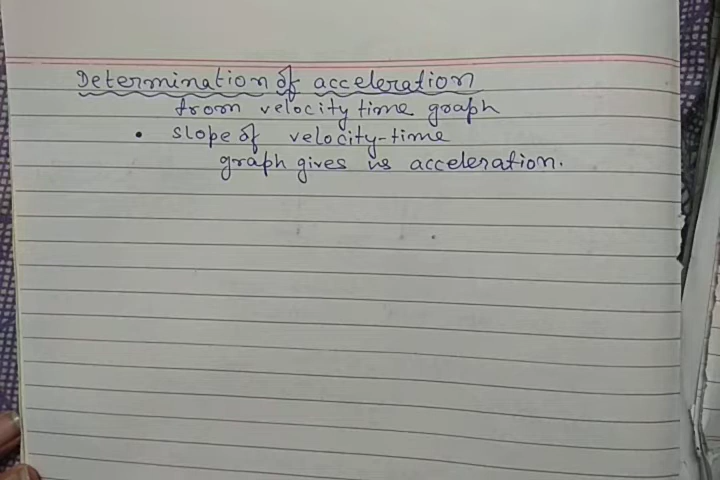 Determination of acceleration
from velocity time graph
• slope of velocity-time
graph gives us acceleration.